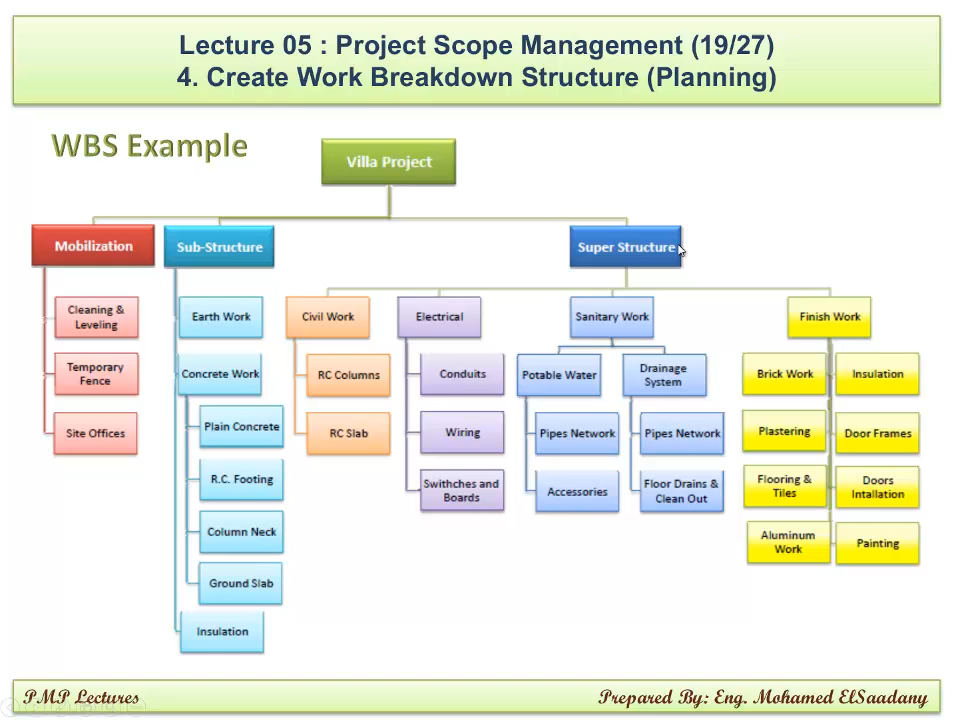 Lecture 05 : Project Scope Management (19/27)
4. Create Work Breakdown Structure (Planning)
WBS Example
Villa Project
Mobilization
Sub-Structure
Super Structure
Cleaning &
Leveling
Temporary
Fence
Site Offices
Earth Work
Concrete Work
Plain Concrete
R.C. Footing
Column Neck
Ground Slab
Insulation
Civil Work
RC Columns
RC Slab
Electrical
Conduits
Wiring
Swithches and
Boards
Sanitary Work
Potable Water
Pipes Network
Accessories
Drainage
System
Pipes Network
Floor Drains &
Clean Out
Finish Work
Brick Work
Plastering
Flooring &
Tiles
Aluminum
Work
Insulation
Door Frames
Doors
Intallation
Painting
PMP Lectures
Prepared By: Eng. Mohamed ElSaadany